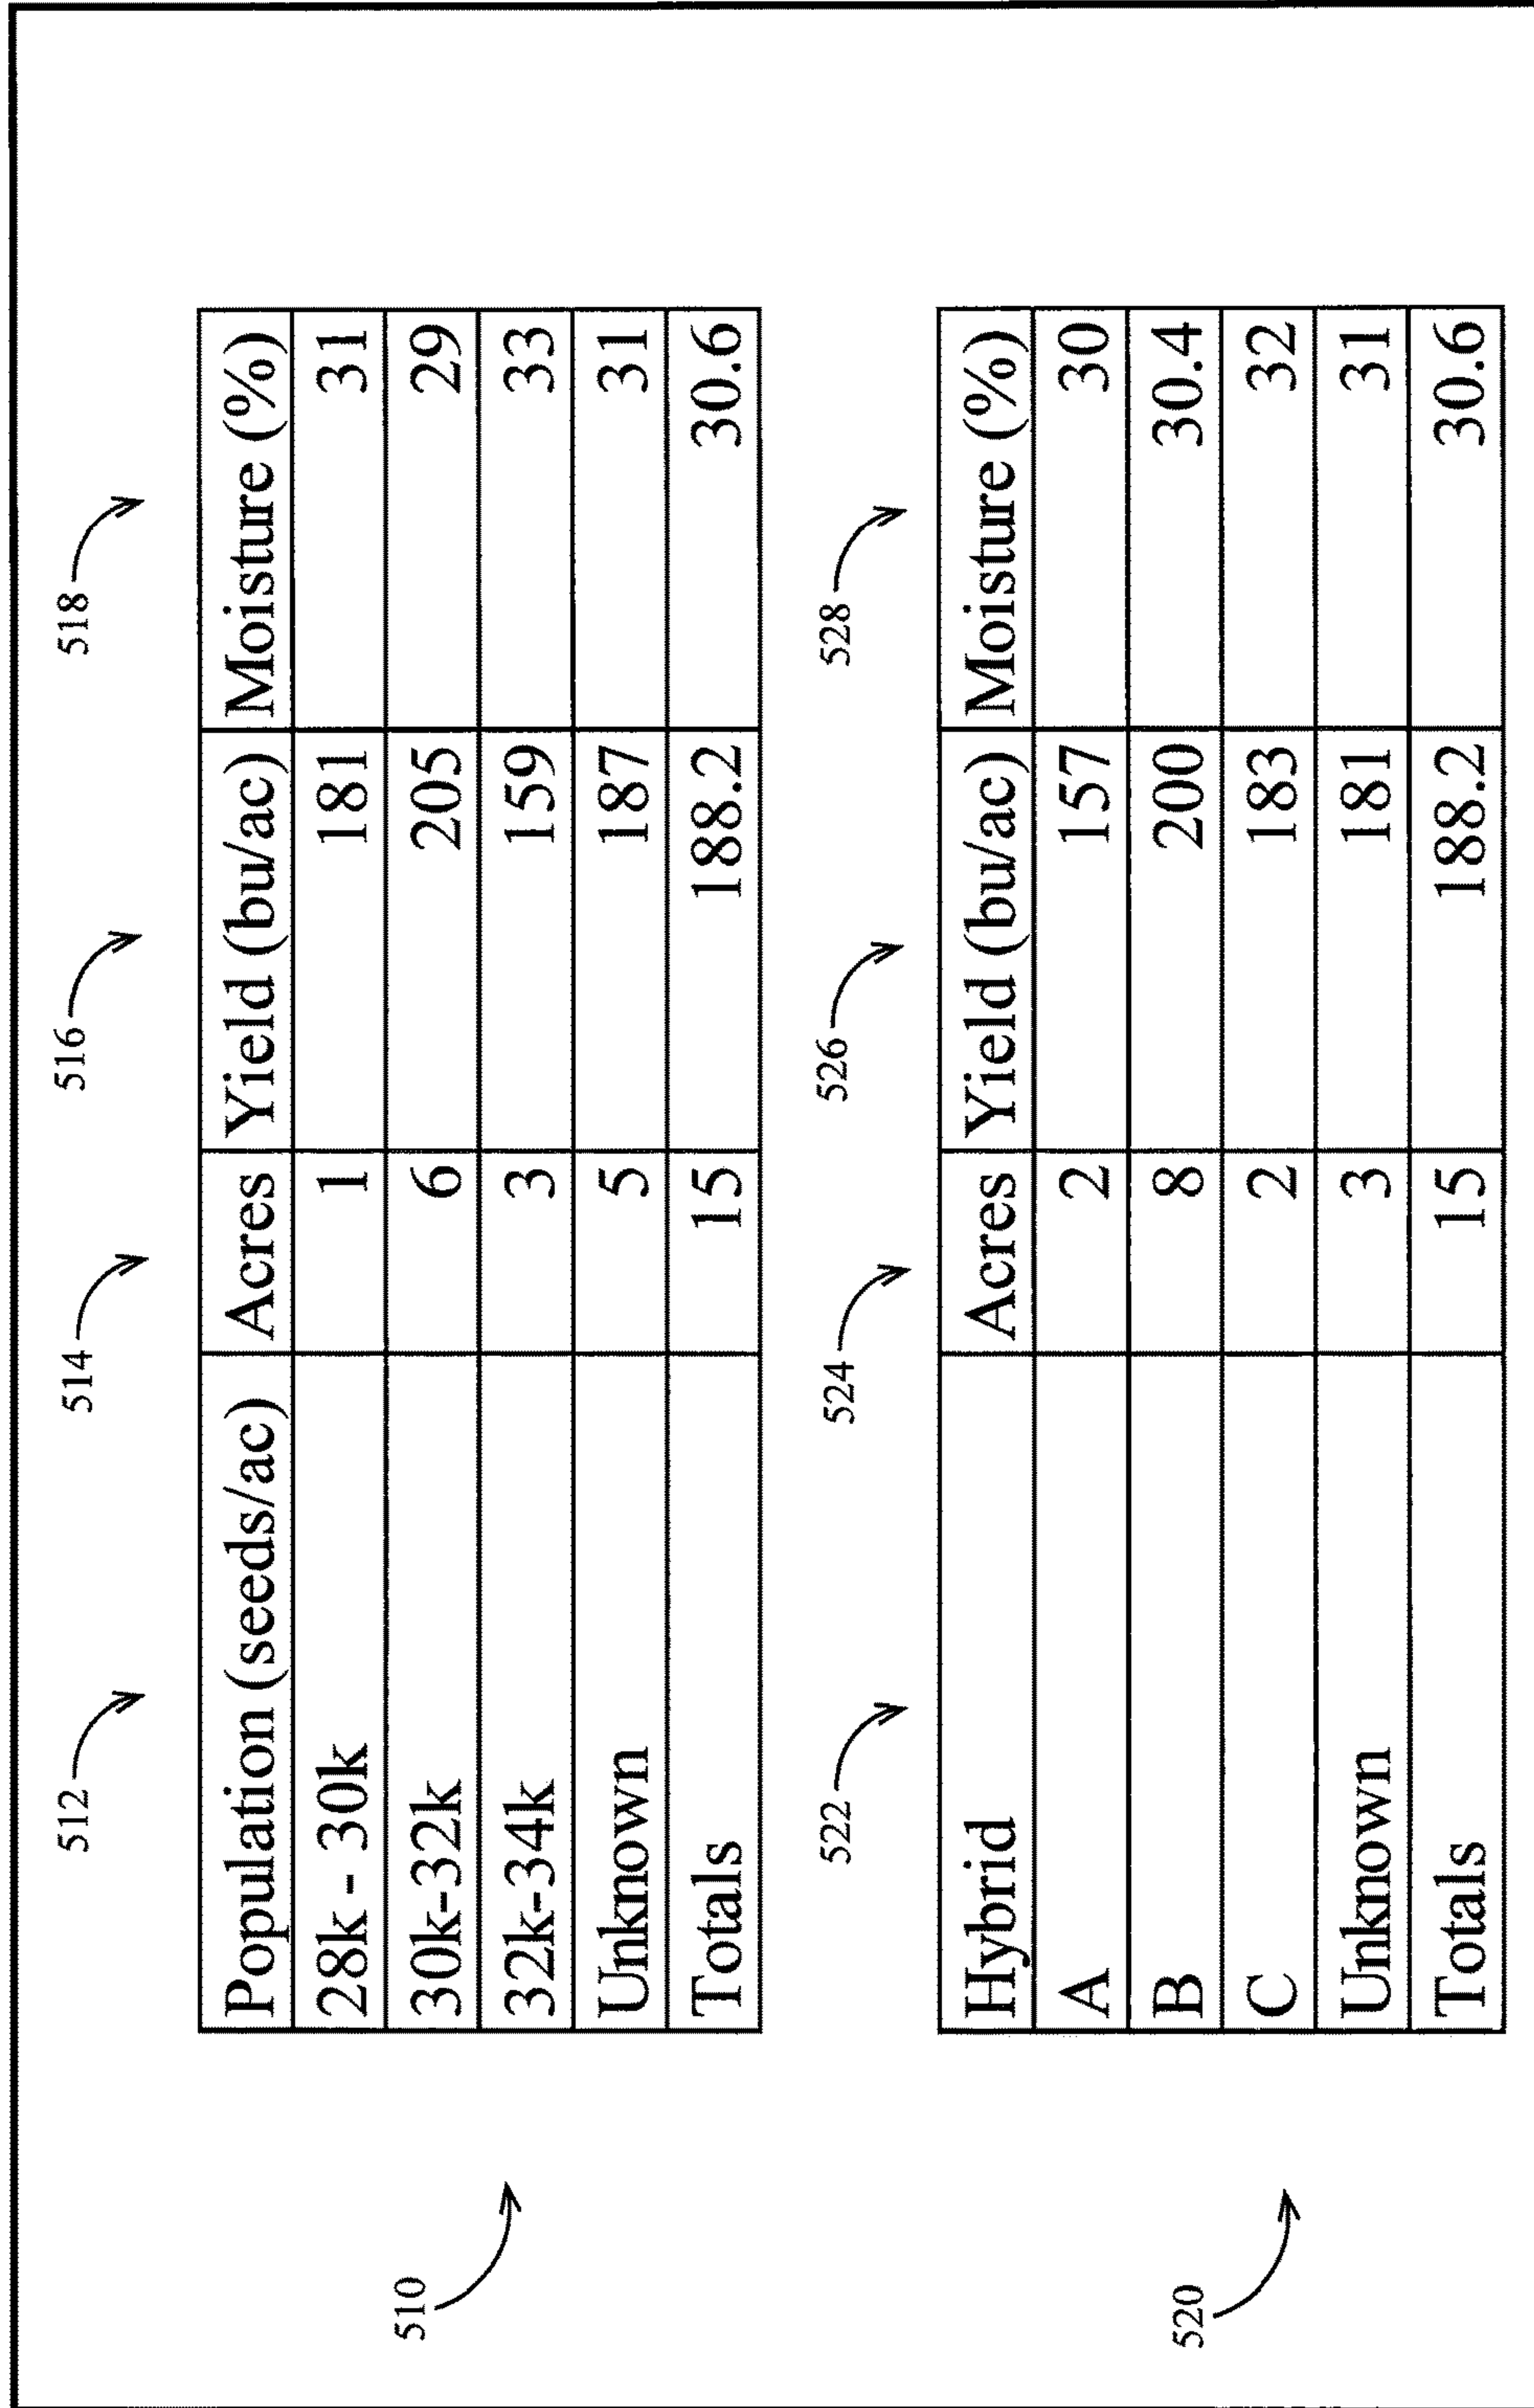 512 514 516 518
510
Population (seeds/ac) Acres Yield (bu/ac) Moisture (%)
28k - 30k 1 181 31
30k-32k 6 205 29
32k-34k 3 159 33
Unknown 5 187 31
Totals 15 188.2 30.6
522 524 526 528
520
Hybrid Acres Yield (bu/ac) Moisture (%)
A 2 157 30
B 8 200 30.4
C 2 183 32
Unknown 3 181 31
Totals 15 188.2 30.6